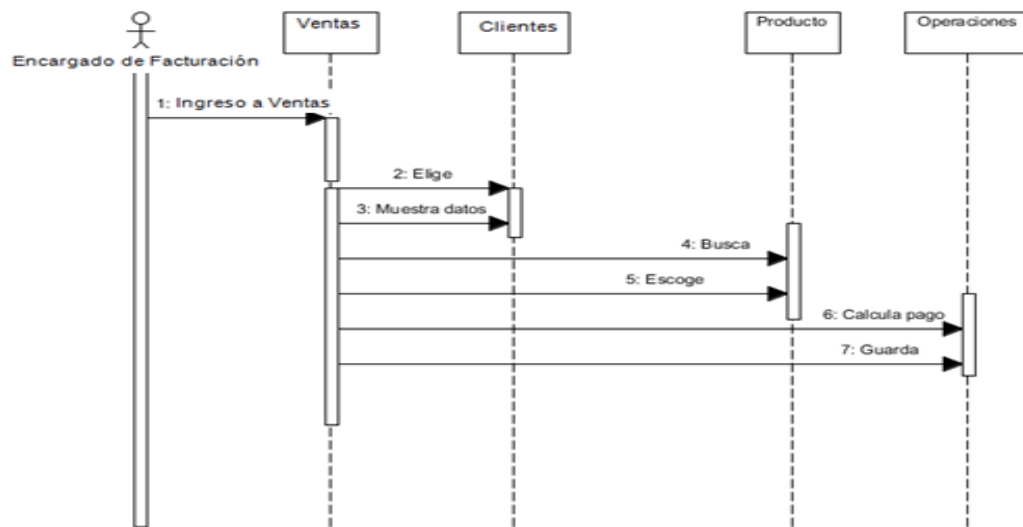 Ventas
Clientes
Producto
Operaciones
Encargado de Facturación
1: Ingreso a Ventas
2: Elige
3: Muestra datos
4: Busca
5: Escoge
6: Calcula pago
7: Guarda